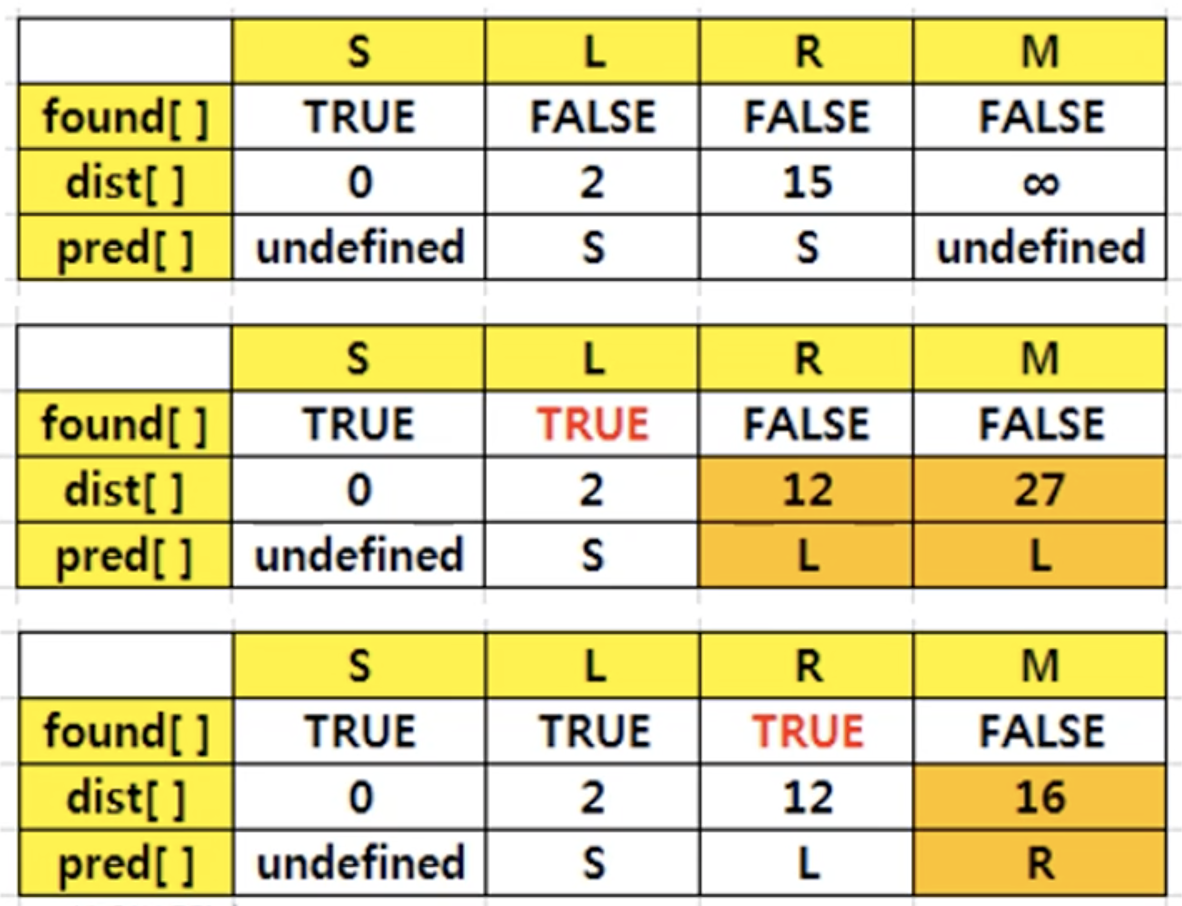 S L R M
found[ ] TRUE FALSE FALSE FALSE
dist[ ] 0 2 15 ∞
pred[ ] undefined S S undefined
S L R M
found[ ] TRUE TRUE FALSE FALSE
dist[ ] 0 2 12 27
pred[ ] undefined S L L
S L R M
found[ ] TRUE TRUE TRUE FALSE
dist[ ] 0 2 12 16
pred[ ] undefined S L R